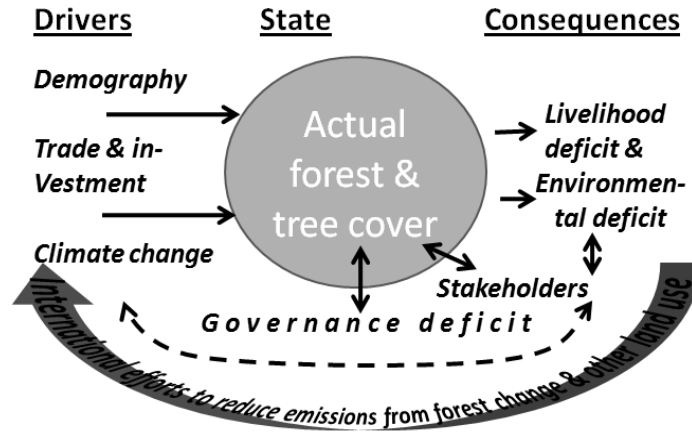 Drivers
State
Consequences
Demography
Trade & in-
Vestment
Climate change
Actual
forest &
tree cover
Livelihood
deficit &
Environmen-
tal deficit
Stakeholders
Governance deficit
International efforts to reduce emissions from forest change & other land use